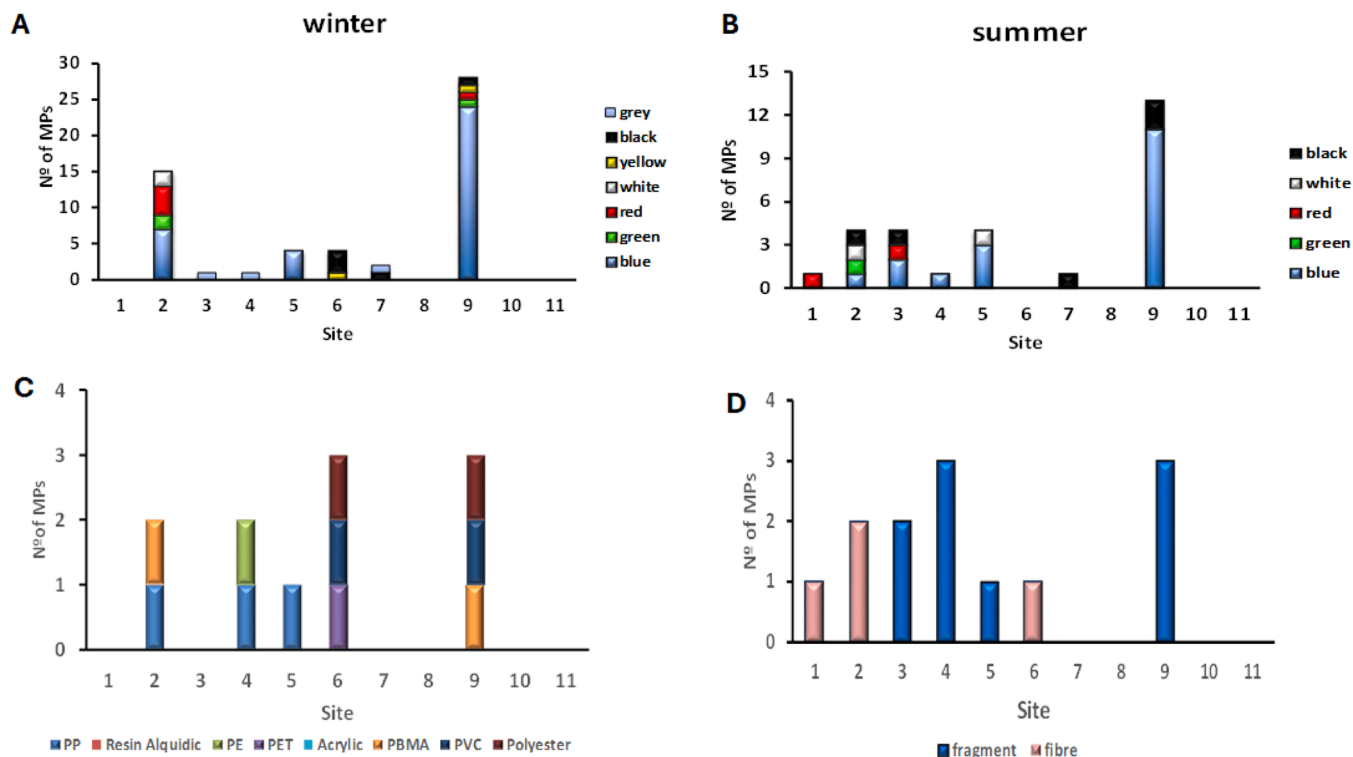 A
winter
Nº of MPs
30
25
20
15
10
5
0
1 2 3 4 5 6 7 8 9 10 11
Site
grey
black
yellow
white
red
green
blue
B
summer
Nº of MPs
15
12
9
6
3
0
1 2 3 4 5 6 7 8 9 10 11
Site
black
white
red
green
blue
C
Nº of MPs
4
3
2
1
0
1 2 3 4 5 6 7 8 9 10 11
Site
PP Resin Alquidic PE PET Acrylic PBMA PVC Polyester
D
Nº of MPs
4
3
2
1
0
1 2 3 4 5 6 7 8 9 10 11
Site
fragment fibre